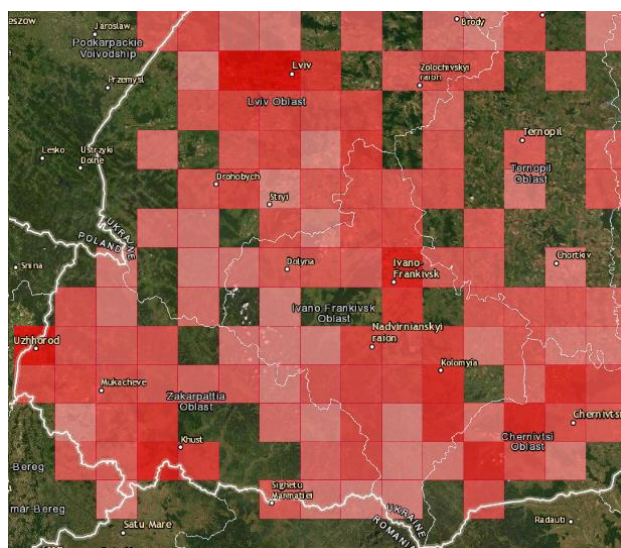 eszow
Jaroslaw
Podkarpackie
Voivodship
Przemysl
Lviv
Brody
Zolochivskyi
raion
Lviv Oblast
Lesko
Ustrzyki
Dolne
Ternopil
Ternopil
Oblast
Drohobych
Stryi
UKRAINE
POLAND
Snina
Dolyna
Ivano-
Frankivsk
Chortkiv
Ivano Frankivsk
Oblast
Uzhhorod
Nadvirnianskyi
raion
Kolomyia
Mukacheve
Zakarpattia
Oblast
Khust
Chernivtsi
Chernivtsi
Oblast
Bereg
Sighetu
Marmatiei
már-Bereg
Satu Mare
UKRAINE
ROMANIA
Radauti